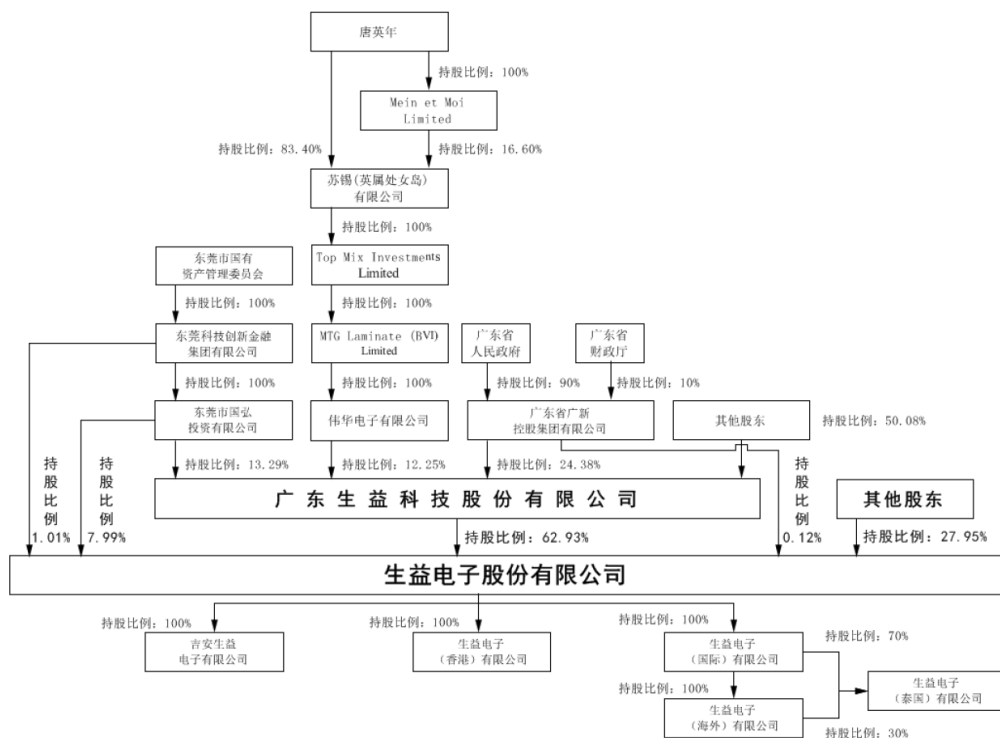 唐英年
持股比例：100%
Mein et Moi
Limited
持股比例：83.40%
持股比例：16.60%
苏锡(英属处女岛)
有限公司
持股比例：100%
东莞市国有
资产管理委员会
Top Mix Investments
Limited
持股比例：100%
持股比例：100%
东莞科技创新金融
集团有限公司
MTG Laminate (BVI)
Limited
广东省
人民政府
广东省
财政厅
持股比例：100%
持股比例：100%
持股比例：90%
持股比例：10%
东莞市国弘
投资有限公司
伟华电子有限公司
广东省广新
控股集团有限公司
其他股东
持股比例：50.08%
持股比例：13.29%
持股比例：12.25%
持股比例：24.38%
持股比例
1.01%
持股比例
7.99%
广东生益科技股份有限公司
持股比例
0.12%
其他股东
持股比例：62.93%
持股比例：27.95%
生益电子股份有限公司
持股比例：100%
持股比例：100%
持股比例：100%
吉安生益
电子有限公司
生益电子
（香港）有限公司
生益电子
（国际）有限公司
持股比例：70%
持股比例：100%
生益电子
（泰国）有限公司
生益电子
（海外）有限公司
持股比例：30%